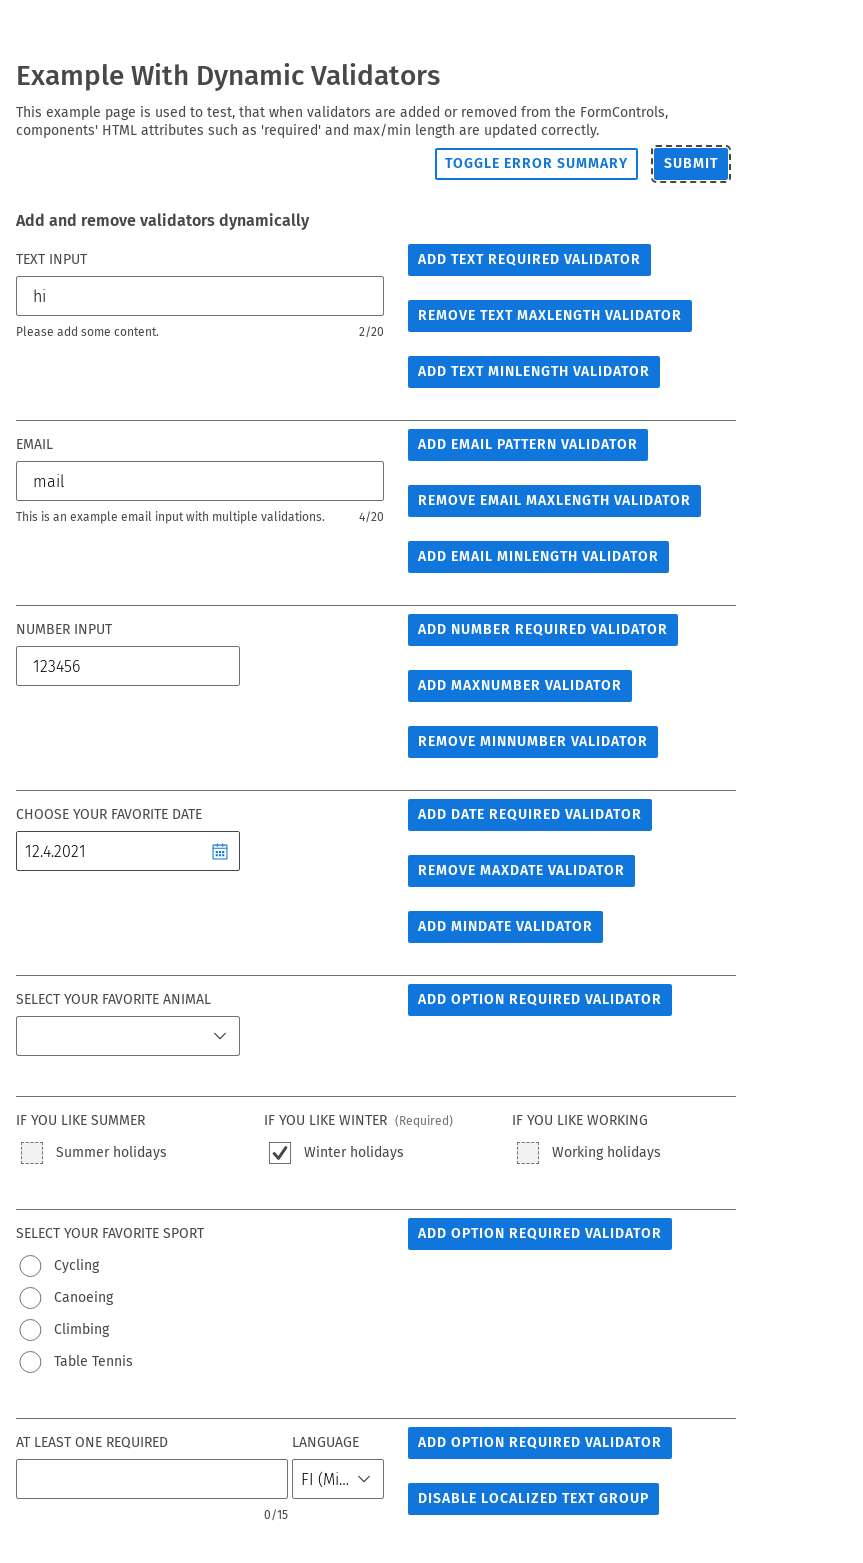 Example With Dynamic Validators
This example page is used to test, that when validators are added or removed from the FormControls,
components' HTML attributes such as 'required' and max/min length are updated correctly.
TOGGLE ERROR SUMMARY SUBMIT
Add and remove validators dynamically
TEXT INPUT
hi
Please add some content. 2/20
ADD TEXT REQUIRED VALIDATOR
REMOVE TEXT MAXLENGTH VALIDATOR
ADD TEXT MINLENGTH VALIDATOR
EMAIL
mail
This is an example email input with multiple validations. 4/20
ADD EMAIL PATTERN VALIDATOR
REMOVE EMAIL MAXLENGTH VALIDATOR
ADD EMAIL MINLENGTH VALIDATOR
NUMBER INPUT
123456
ADD NUMBER REQUIRED VALIDATOR
ADD MAXNUMBER VALIDATOR
REMOVE MINNUMBER VALIDATOR
CHOOSE YOUR FAVORITE DATE
12.4.2021
ADD DATE REQUIRED VALIDATOR
REMOVE MAXDATE VALIDATOR
ADD MINDATE VALIDATOR
SELECT YOUR FAVORITE ANIMAL
ADD OPTION REQUIRED VALIDATOR
IF YOU LIKE SUMMER
Summer holidays
IF YOU LIKE WINTER (Required)
Winter holidays
IF YOU LIKE WORKING
Working holidays
SELECT YOUR FAVORITE SPORT
Cycling
Canoeing
Climbing
Table Tennis
ADD OPTION REQUIRED VALIDATOR
AT LEAST ONE REQUIRED
0/15
LANGUAGE
FI (Mi...
ADD OPTION REQUIRED VALIDATOR
DISABLE LOCALIZED TEXT GROUP